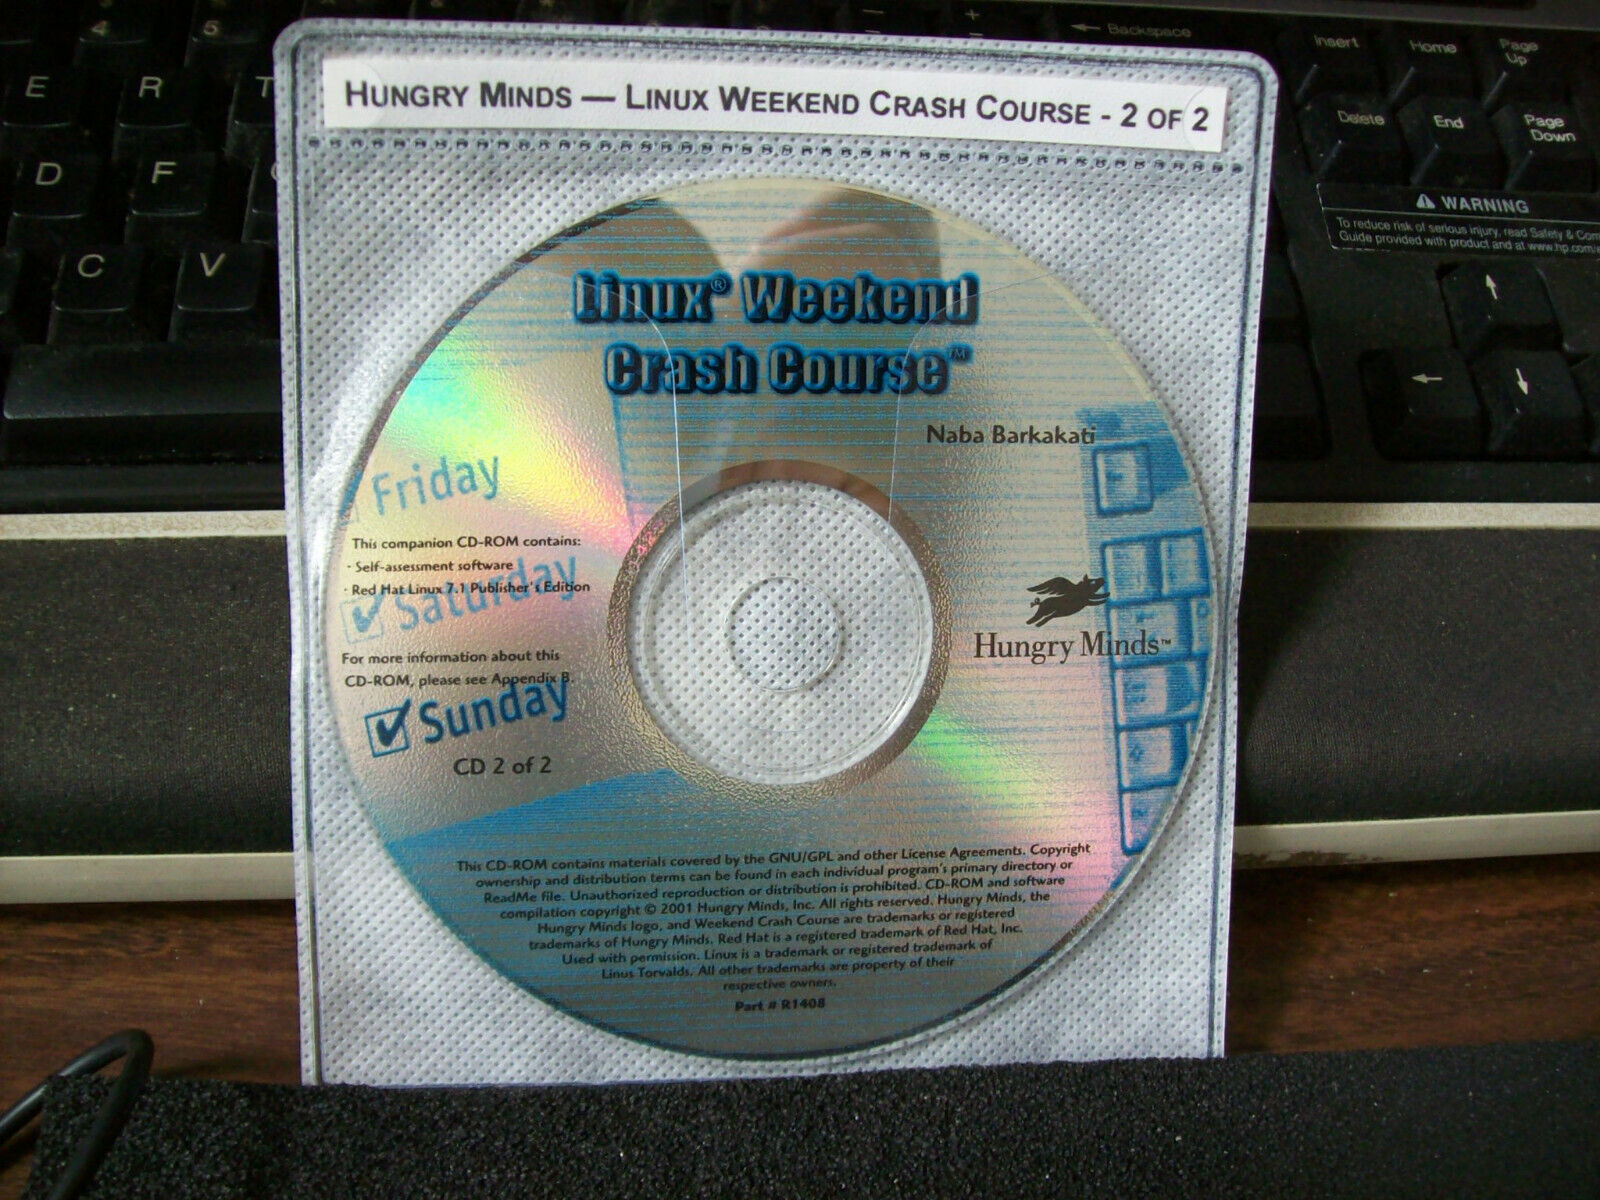 4 5 - + = ← Backspace
Insert Home Page Up
HUNGRY MINDS — LINUX WEEKEND CRASH COURSE - 2 OF 2
E R T
Delete End Page Down
D F
WARNING
To reduce risk of serious injury, read Safety & Com
Guide provided with product and at www.hp.com/
C V
↑
← ↓
Linux® Weekend
Crash Course™
Naba Barkakati
Friday
This companion CD-ROM contains:
· Self-assessment software
· Red Hat Linux 7.1 Publisher's Edition
Saturday
Hungry Minds™
For more information about this
CD-ROM, please see Appendix B.
Sunday
CD 2 of 2
This CD-ROM contains materials covered by the GNU/GPL and other License Agreements. Copyright
ownership and distribution terms can be found in each individual program's primary directory or
ReadMe file. Unauthorized reproduction or distribution is prohibited. CD-ROM and software
compilation copyright © 2001 Hungry Minds, Inc. All rights reserved. Hungry Minds, the
Hungry Minds logo, and Weekend Crash Course are trademarks or registered
trademarks of Hungry Minds. Red Hat is a registered trademark of Red Hat, Inc.
Used with permission. Linux is a trademark or registered trademark of
Linus Torvalds. All other trademarks are property of their
respective owners.
Part # R1408